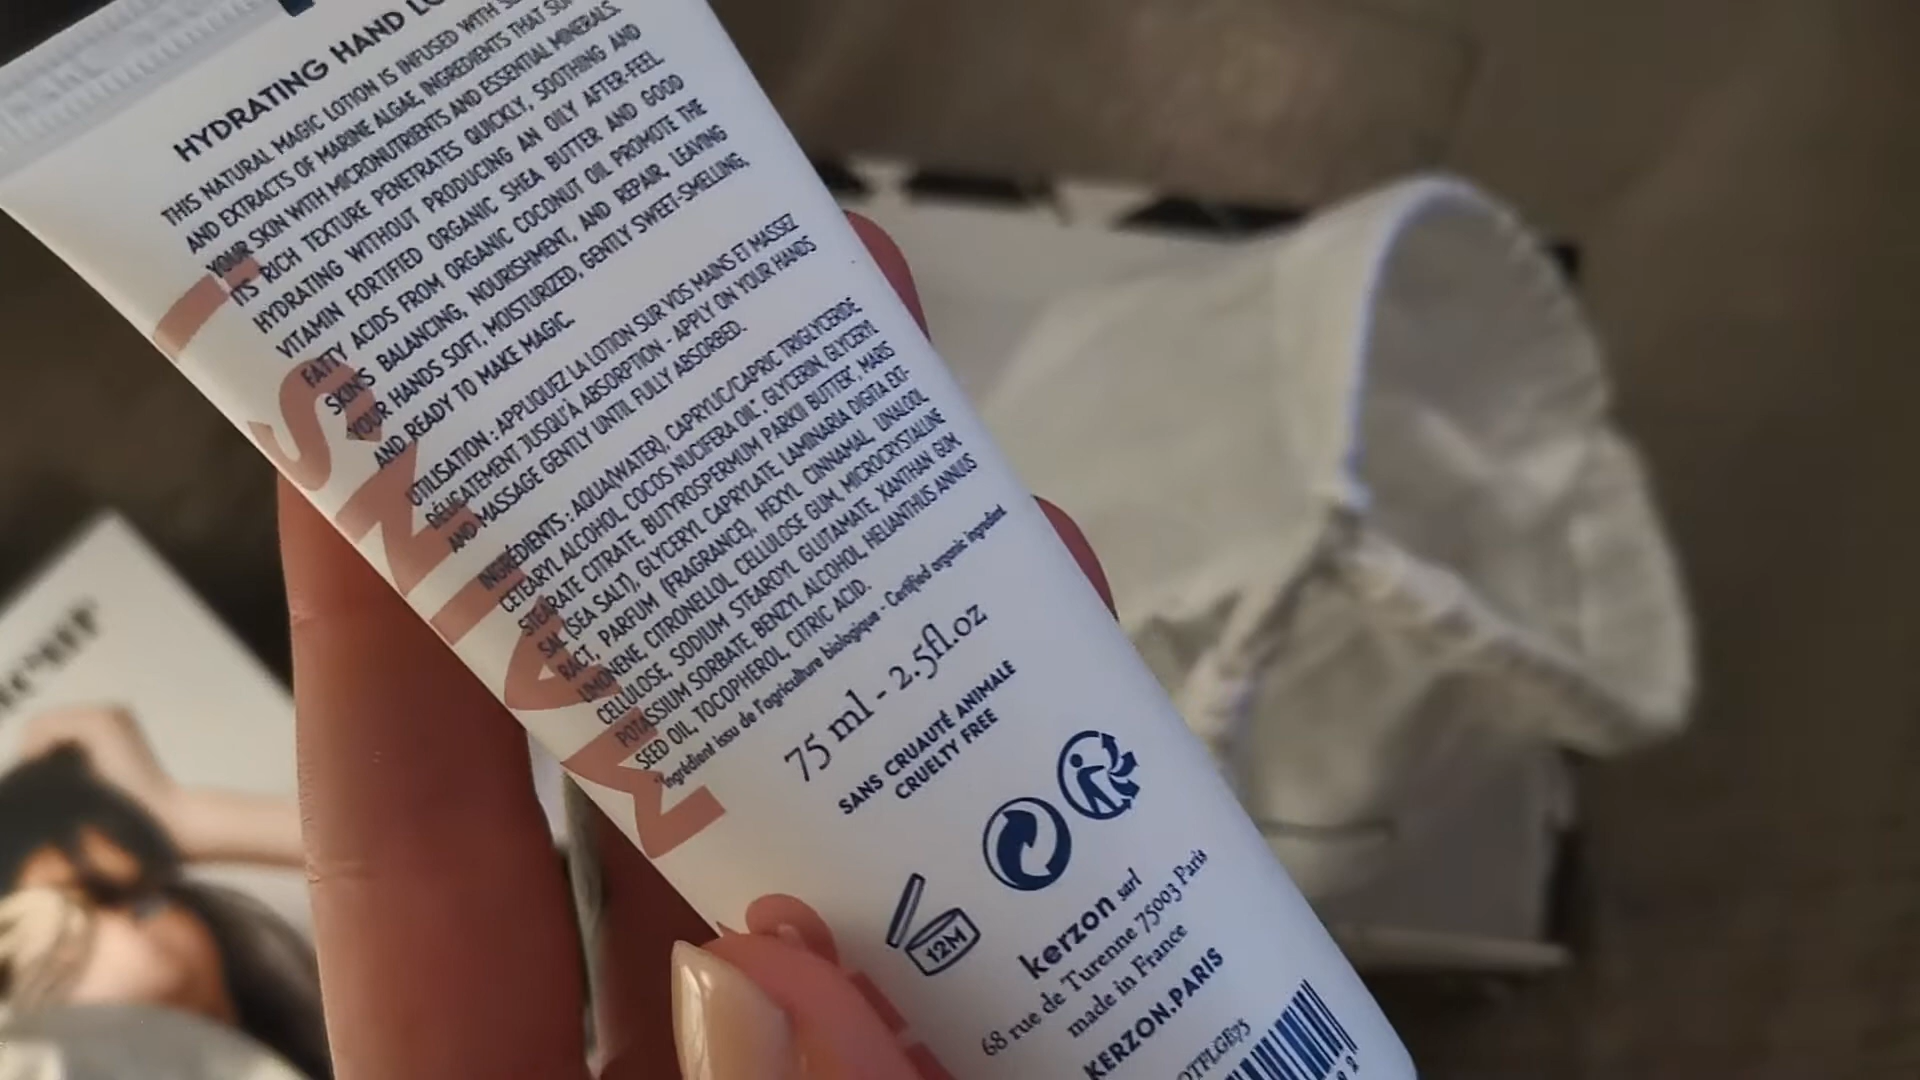 HYDRATING HAND
THIS NATURAL MAGIC LOTION IS INFUSED WITH
AND EXTRACTS OF MARINE ALGAE, INGREDIENTS THAT
YOUR SKIN WITH MICRONUTRIENTS AND ESSENTIAL MINERALS.
ITS RICH TEXTURE PENETRATES QUICKLY, SOOTHING AND
HYDRATING WITHOUT PRODUCING AN OILY AFTER-FEEL.
VITAMIN FORTIFIED ORGANIC SHEA BUTTER AND GOOD
FATTY ACIDS FROM ORGANIC COCONUT OIL PROMOTE THE
SKIN'S BALANCING, NOURISHMENT, AND REPAIR, LEAVING
YOUR HANDS SOFT, MOISTURIZED, GENTLY SWEET-SMELLING,
AND READY TO MAKE MAGIC.
UTILISATION : APPLIQUEZ LA LOTION SUR VOS MAINS ET MASSEZ
DÉLICATEMENT JUSQU'À ABSORPTION - APPLY ON YOUR HANDS
AND MASSAGE GENTLY UNTIL FULLY ABSORBED.
INGRÉDIENTS : AQUA(WATER), CAPRYLIC/CAPRIC TRIGLYCERIDE
CETEARYL ALCOHOL, COCOS NUCIFERA OIL*, GLYCERIN, GLYCERYL
STEARATE CITRATE, BUTYROSPERMUM PARKII BUTTER*, MARIS
SAL (SEA SALT), GLYCERYL CAPRYLATE, LAMINARIA DIGITA EXT-
RACT, PARFUM (FRAGRANCE), HEXYL CINNAMAL, LINALOOL,
LIMONENE, CITRONELLOL, CELLULOSE GUM, MICROCRYSTALINE
CELLULOSE, SODIUM STEAROYL GLUTAMATE, XANTHAN GUM,
POTASSIUM SORBATE, BENZYL ALCOHOL, HELIANTHUS ANNUUS
SEED OIL, TOCOPHEROL, CITRIC ACID.
*Ingrédient issu de l'agriculture biologique - Certified organic ingredient
75 ml - 2.5fl.oz
SANS CRUAUTÉ ANIMALE
CRUELTY FREE
12M
kerzon sarl
68 rue de Turenne 75003 Paris
made in France
KERZON.PARIS
MAINS